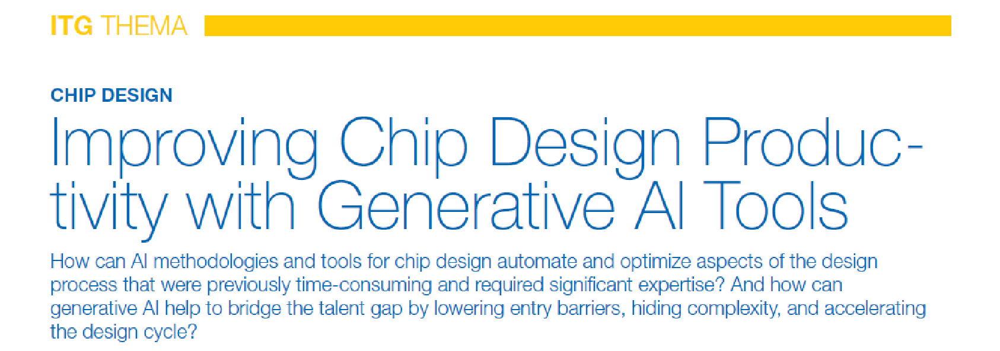 ITG THEMA
CHIP DESIGN
Improving Chip Design Produc-
tivity with Generative AI Tools
How can AI methodologies and tools for chip design automate and optimize aspects of the design
process that were previously time-consuming and required significant expertise? And how can
generative AI help to bridge the talent gap by lowering entry barriers, hiding complexity, and accelerating
the design cycle?